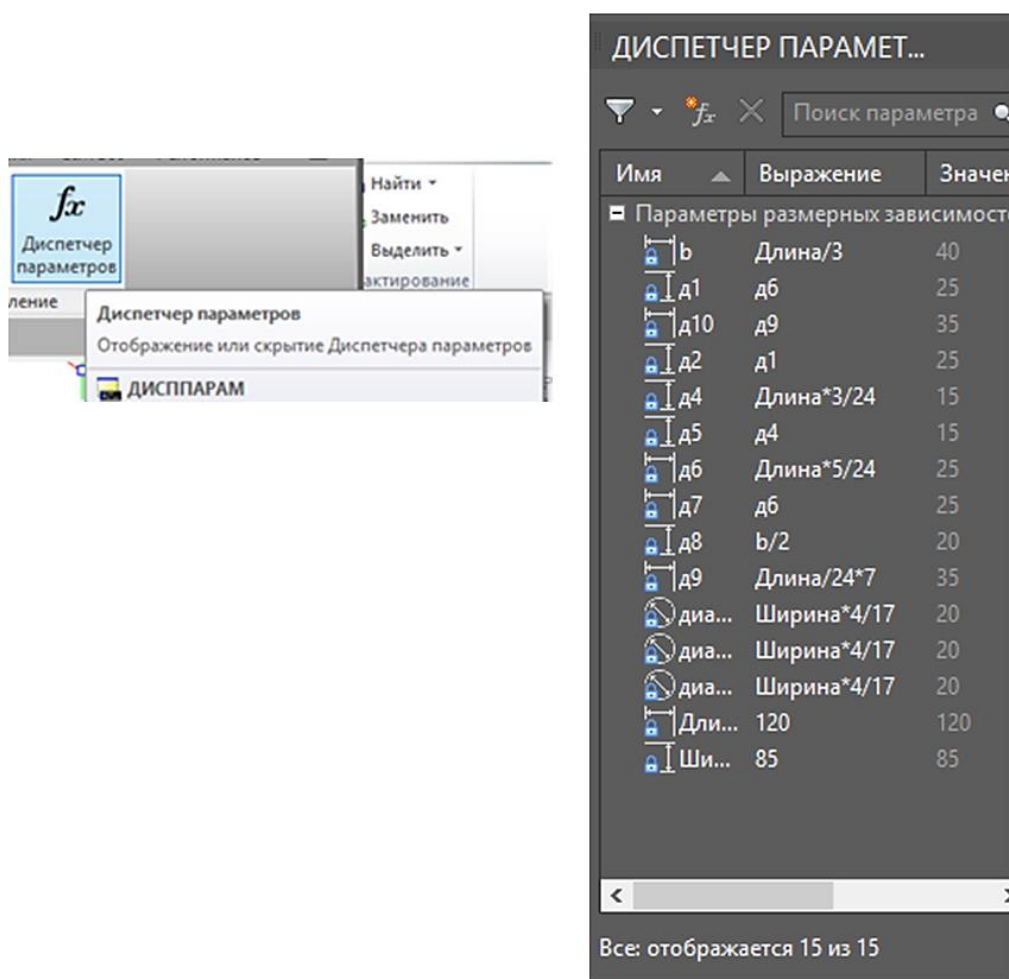 fx
Диспетчер
параметров
ление
Найти
Заменить
Выделить
актирование
Диспетчер параметров
Отображение или скрытие Диспетчера параметров
ДИСППАРАМ
ДИСПЕТЧЕР ПАРАМЕТ...
fx Поиск параметра
Имя Выражение Значен
Параметры размерных зависимост
b Длина/3 40
д1 д6 25
д10 д9 35
д2 д1 25
д4 Длина*3/24 15
д5 д4 15
д6 Длина*5/24 25
д7 д6 25
д8 b/2 20
д9 Длина/24*7 35
диа... Ширина*4/17 20
диа... Ширина*4/17 20
диа... Ширина*4/17 20
Дли... 120 120
Ши... 85 85
Все: отображается 15 из 15